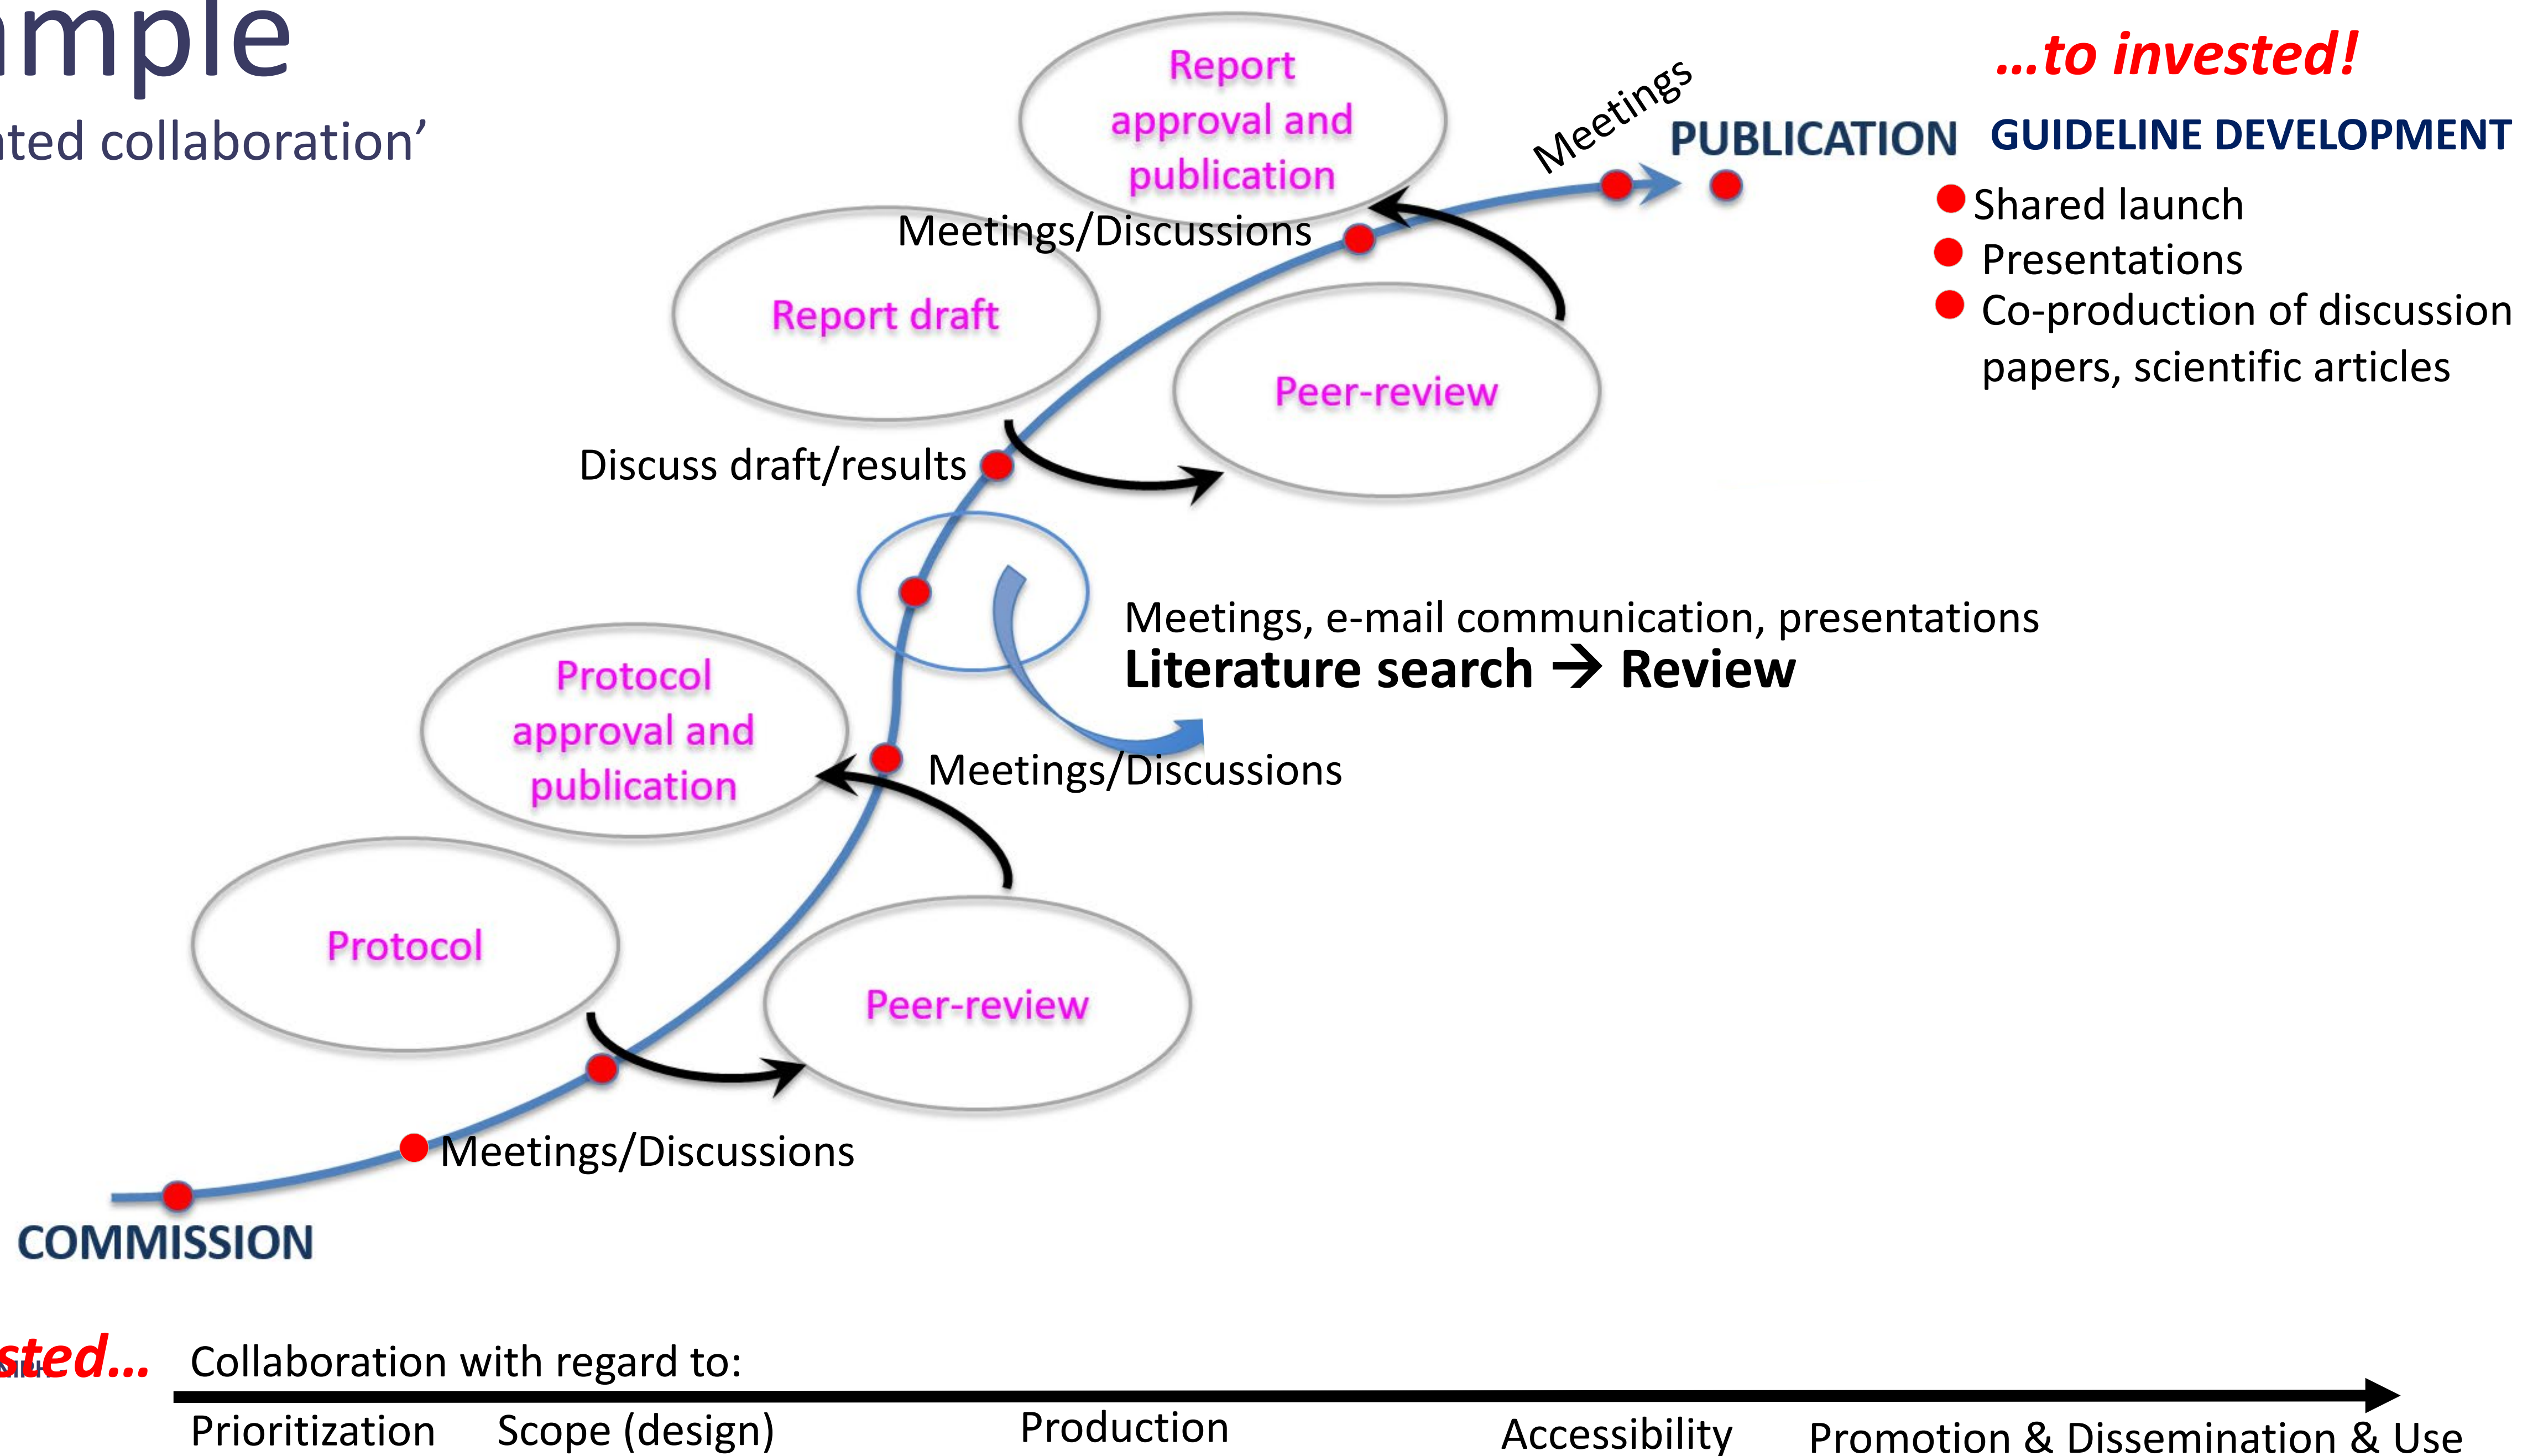 ample
ated collaboration’
…to invested!
Report
approval and
publication
Meetings
PUBLICATION
GUIDELINE DEVELOPMENT
Shared launch
Meetings/Discussions
Presentations
Report draft
Co-production of discussion
papers, scientific articles
Peer-review
Discuss draft/results
Meetings, e-mail communication, presentations
Literature search → Review
Protocol
approval and
publication
Meetings/Discussions
Protocol
Peer-review
Meetings/Discussions
COMMISSION
sted…
Collaboration with regard to:
Prioritization
Scope (design)
Production
Accessibility
Promotion & Dissemination & Use